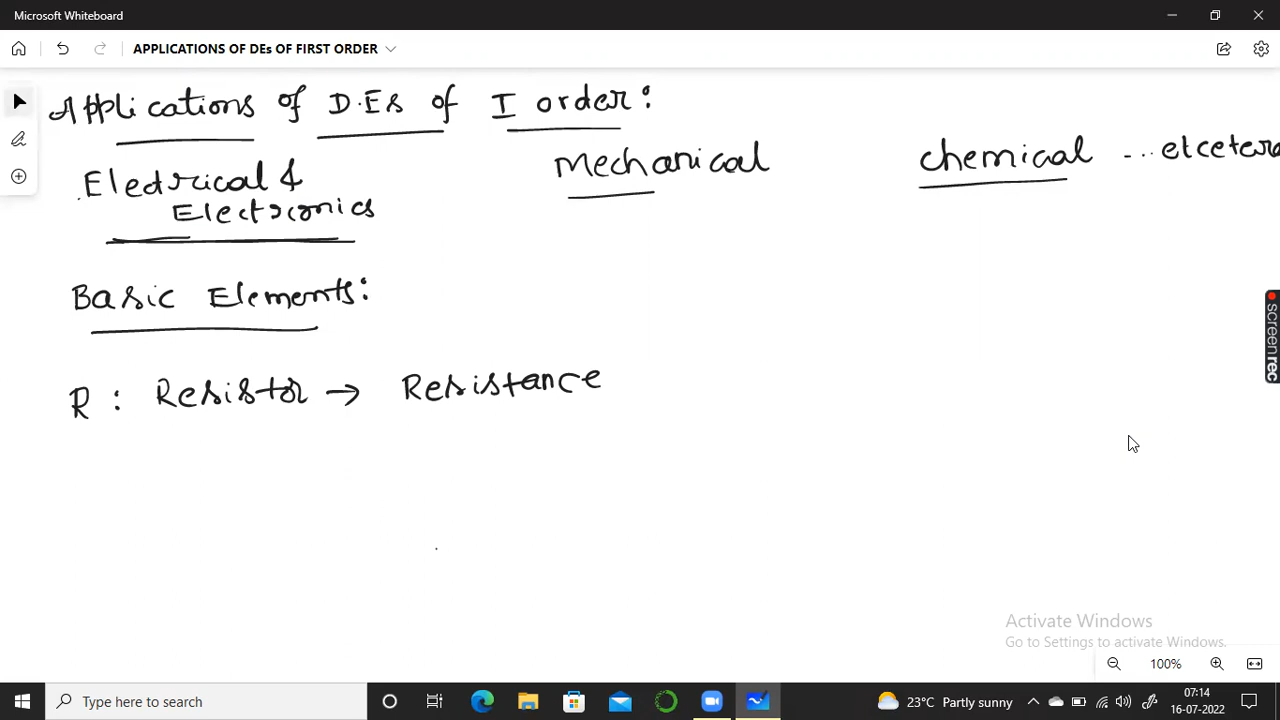 Microsoft Whiteboard
APPLICATIONS OF DEs OF FIRST ORDER
Applications of D.Es of I order:
Electrical & Electronics
Mechanical
chemical ... etcetera
Basic Elements:
R : Resistor → Resistance
screenrec
Activate Windows
Go to Settings to activate Windows.
100%
Type here to search
23°C Partly sunny
07:14
16-07-2022